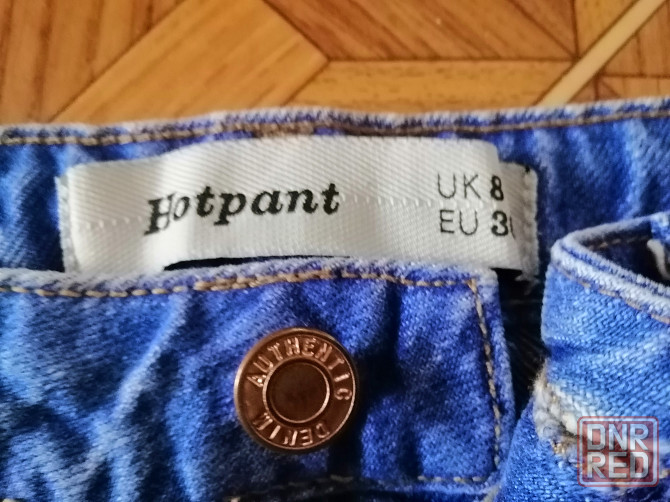 Hotpant
UK 8
EU 3
AUTHENTIC
DENIM
DNR
RED